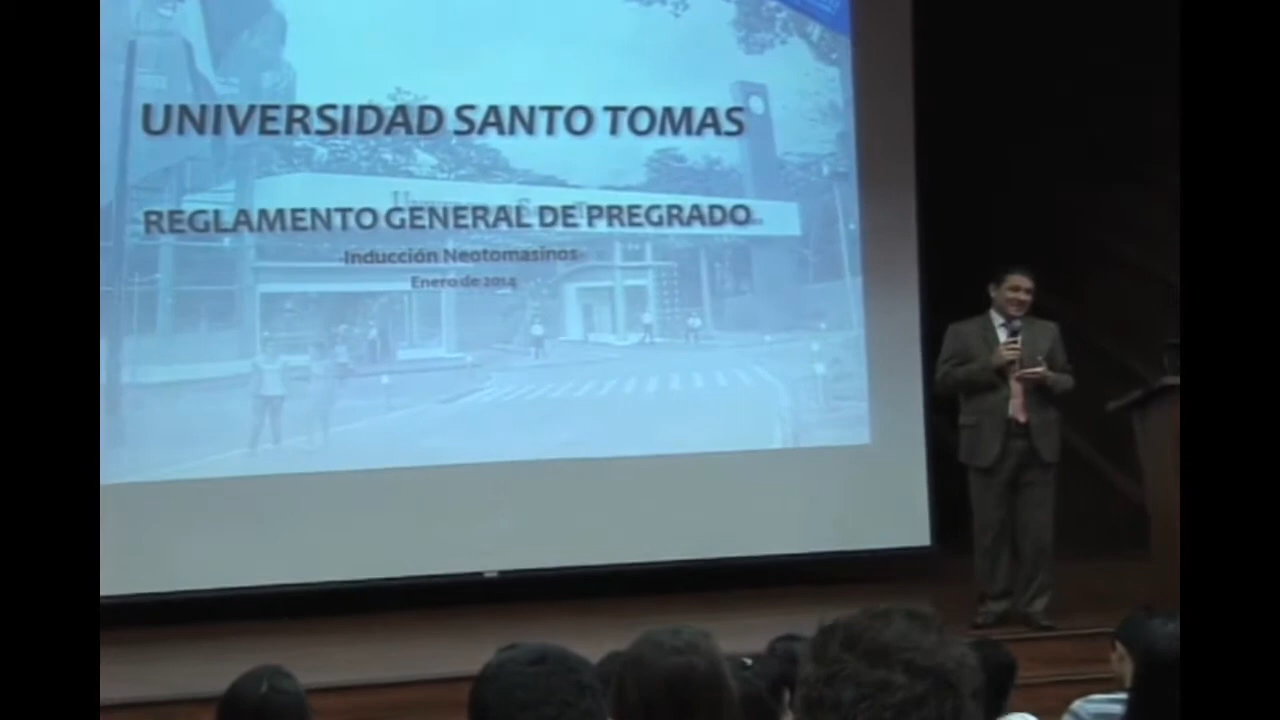 UNIVERSIDAD SANTO TOMAS
REGLAMENTO GENERAL DE PREGRADO
-Inducción Neotomasinos-
Enero de 2014